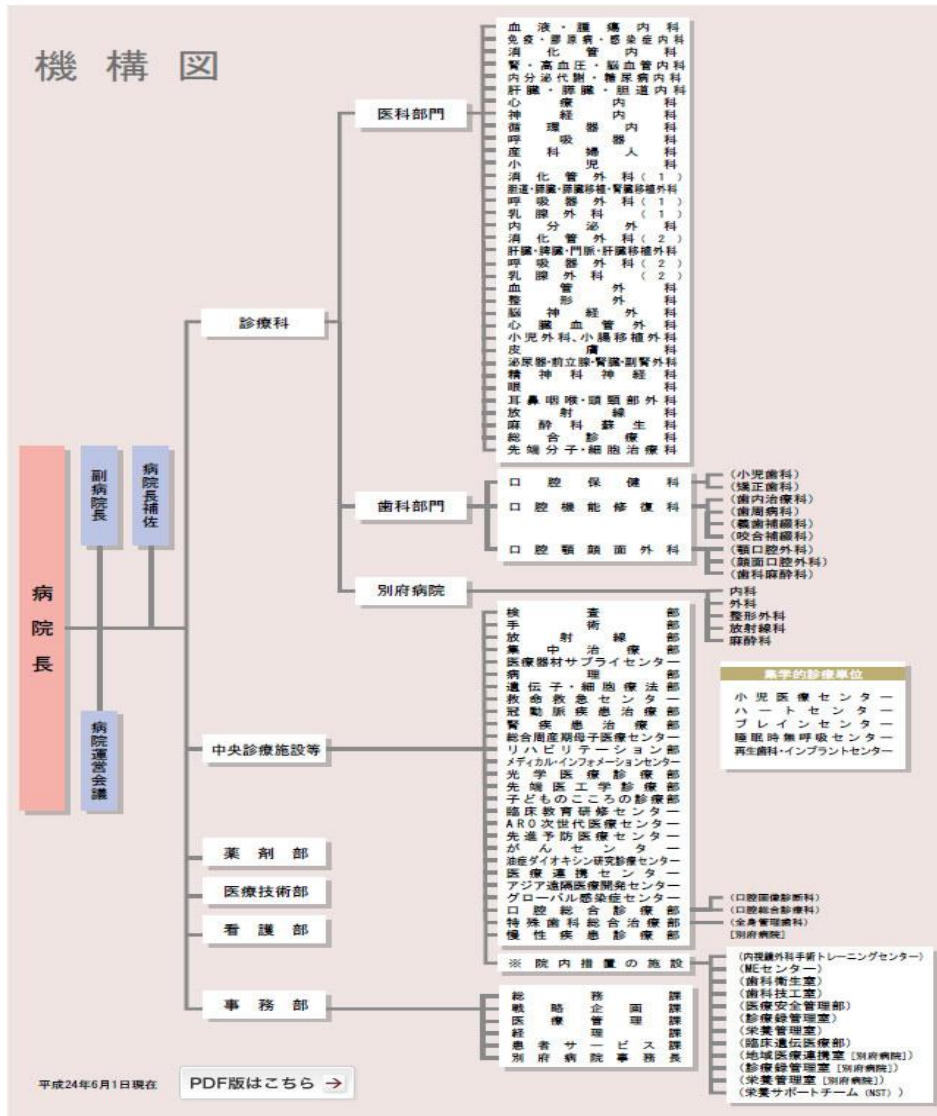 機構図
病院長
副病院長
病院長補佐
病院運営会議
診療科
医科部門
血液・腫瘍内科
免疫・膠原病・感染症内科
消化管内科
腎・高血圧・脳血管内科
内分泌代謝・糖尿病内科
肝臓・膵臓・胆道内科
心療内科
神経内科
循環器内科
呼吸器科
産科婦人科
小児科
消化管外科(1)
胆道・膵臓・膵臓移植・腎臓移植外科
呼吸器外科(1)
乳腺外科(1)
内分泌外科
消化管外科(2)
肝臓・脾臓・門脈・肝臓移植外科
呼吸器外科(2)
乳腺外科(2)
血管外科
整形外科
脳神経外科
心臓血管外科
小児外科、小腸移植外科
皮膚科
泌尿器・前立腺・腎臓・副腎外科
精神科神経科
眼科
耳鼻咽喉・頭頸部外科
放射線科
麻酔科蘇生科
総合診療科
先端分子・細胞治療科
歯科部門
口腔保健科
(小児歯科)
(矯正歯科)
口腔機能修復科
(歯内治療科)
(歯周病科)
(義歯補綴科)
(咬合補綴科)
口腔顎顔面外科
(顎口腔外科)
(顔面口腔外科)
(歯科麻酔科)
別府病院
内科
外科
整形外科
放射線科
麻酔科
中央診療施設等
検査部
手術部
放射線部
集中治療部
医療器材サプライセンター
病理部
遺伝子・細胞療法部
救命救急センター
冠動脈疾患治療部
腎疾患治療部
総合周産期母子医療センター
リハビリテーション部
メディカル・インフォメーションセンター
光学医療診療部
先端医工学診療部
子どものこころの診療部
臨床教育研修センター
ARO次世代医療センター
先進予防医療センター
がんセンター
油症ダイオキシン研究診療センター
医療連携センター
アジア遠隔医療開発センター
グローバル感染症センター
口腔総合診療部
(口腔画像診断科)
(口腔総合診療科)
特殊歯科総合治療部
(全身管理歯科)
慢性疾患診療部
[別府病院]
※院内措置の施設
(内視鏡外科手術トレーニングセンター)
(MEセンター)
(歯科衛生室)
(歯科技工室)
(医療安全管理部)
(診療録管理室)
(栄養管理室)
(臨床遺伝医療部)
(地域医療連携室 [別府病院])
(診療録管理室 [別府病院])
(栄養管理室 [別府病院])
(栄養サポートチーム (NST) )
集学的診療単位
小児医療センター
ハートセンター
ブレインセンター
睡眠時無呼吸センター
再生歯科・インプラントセンター
薬剤部
医療技術部
看護部
事務部
総務課
戦略企画課
医療管理課
経理課
患者サービス課
別府病院事務長
平成24年6月1日現在
PDF版はこちら →